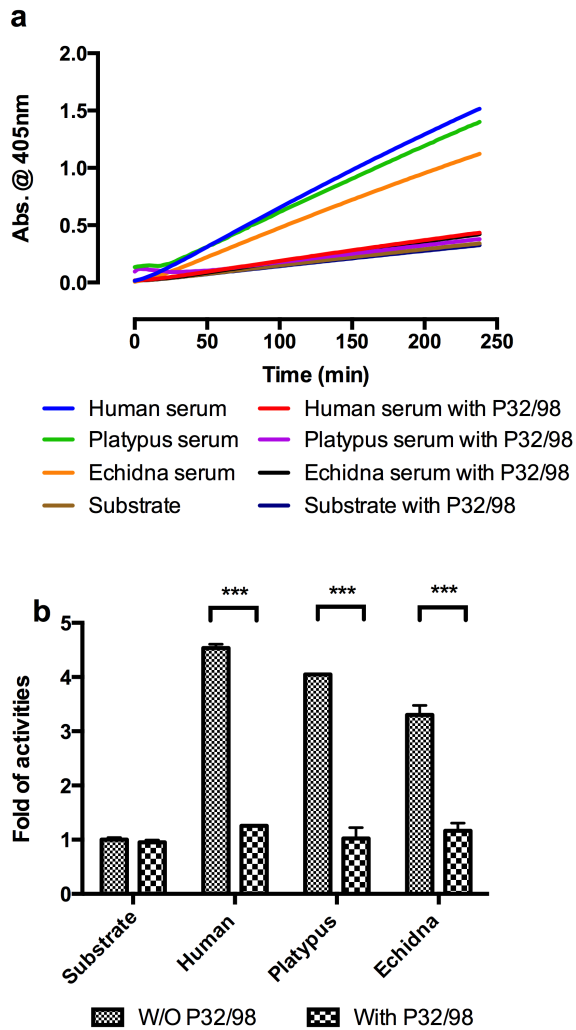 a
2.0
1.5
1.0
0.5
0.0
Abs. @ 405nm
0 50 100 150 200 250
Time (min)
Human serum Human serum with P32/98
Platypus serum Platypus serum with P32/98
Echidna serum Echidna serum with P32/98
Substrate Substrate with P32/98
b
*** *** ***
5
4
3
2
1
0
Fold of activities
Substrate Human Platypus Echidna
W/O P32/98 With P32/98